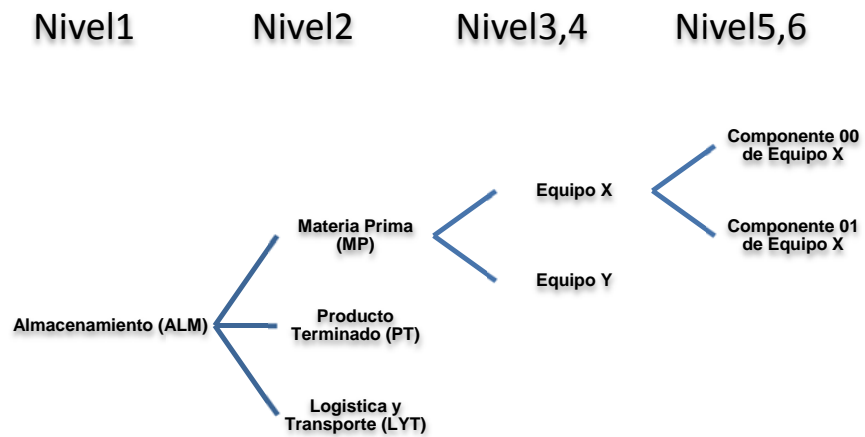 Nivel1 Nivel2 Nivel3,4 Nivel5,6
Componente 00
de Equipo X
Equipo X
Materia Prima
(MP)
Componente 01
de Equipo X
Equipo Y
Almacenamiento (ALM)
Producto
Terminado (PT)
Logistica y
Transporte (LYT)